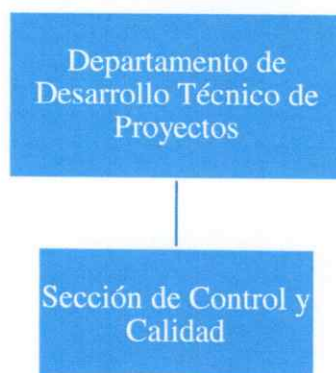 Departamento de
Desarrollo Técnico de
Proyectos
Sección de Control y
Calidad